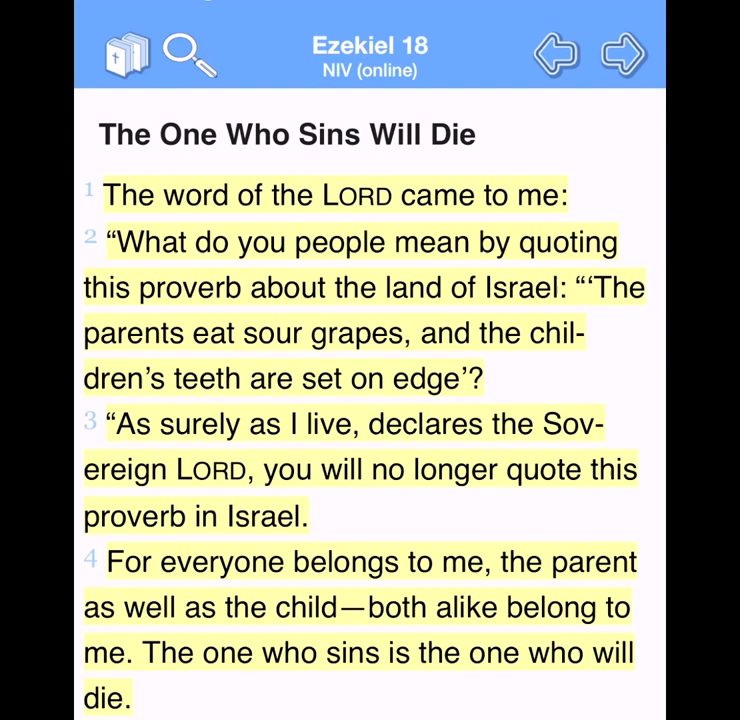 Ezekiel 18
NIV (online)
The One Who Sins Will Die
1 The word of the LORD came to me:
2 “What do you people mean by quoting
this proverb about the land of Israel: “‘The
parents eat sour grapes, and the chil-
dren’s teeth are set on edge’?
3 “As surely as I live, declares the Sov-
ereign LORD, you will no longer quote this
proverb in Israel.
4 For everyone belongs to me, the parent
as well as the child—both alike belong to
me. The one who sins is the one who will
die.